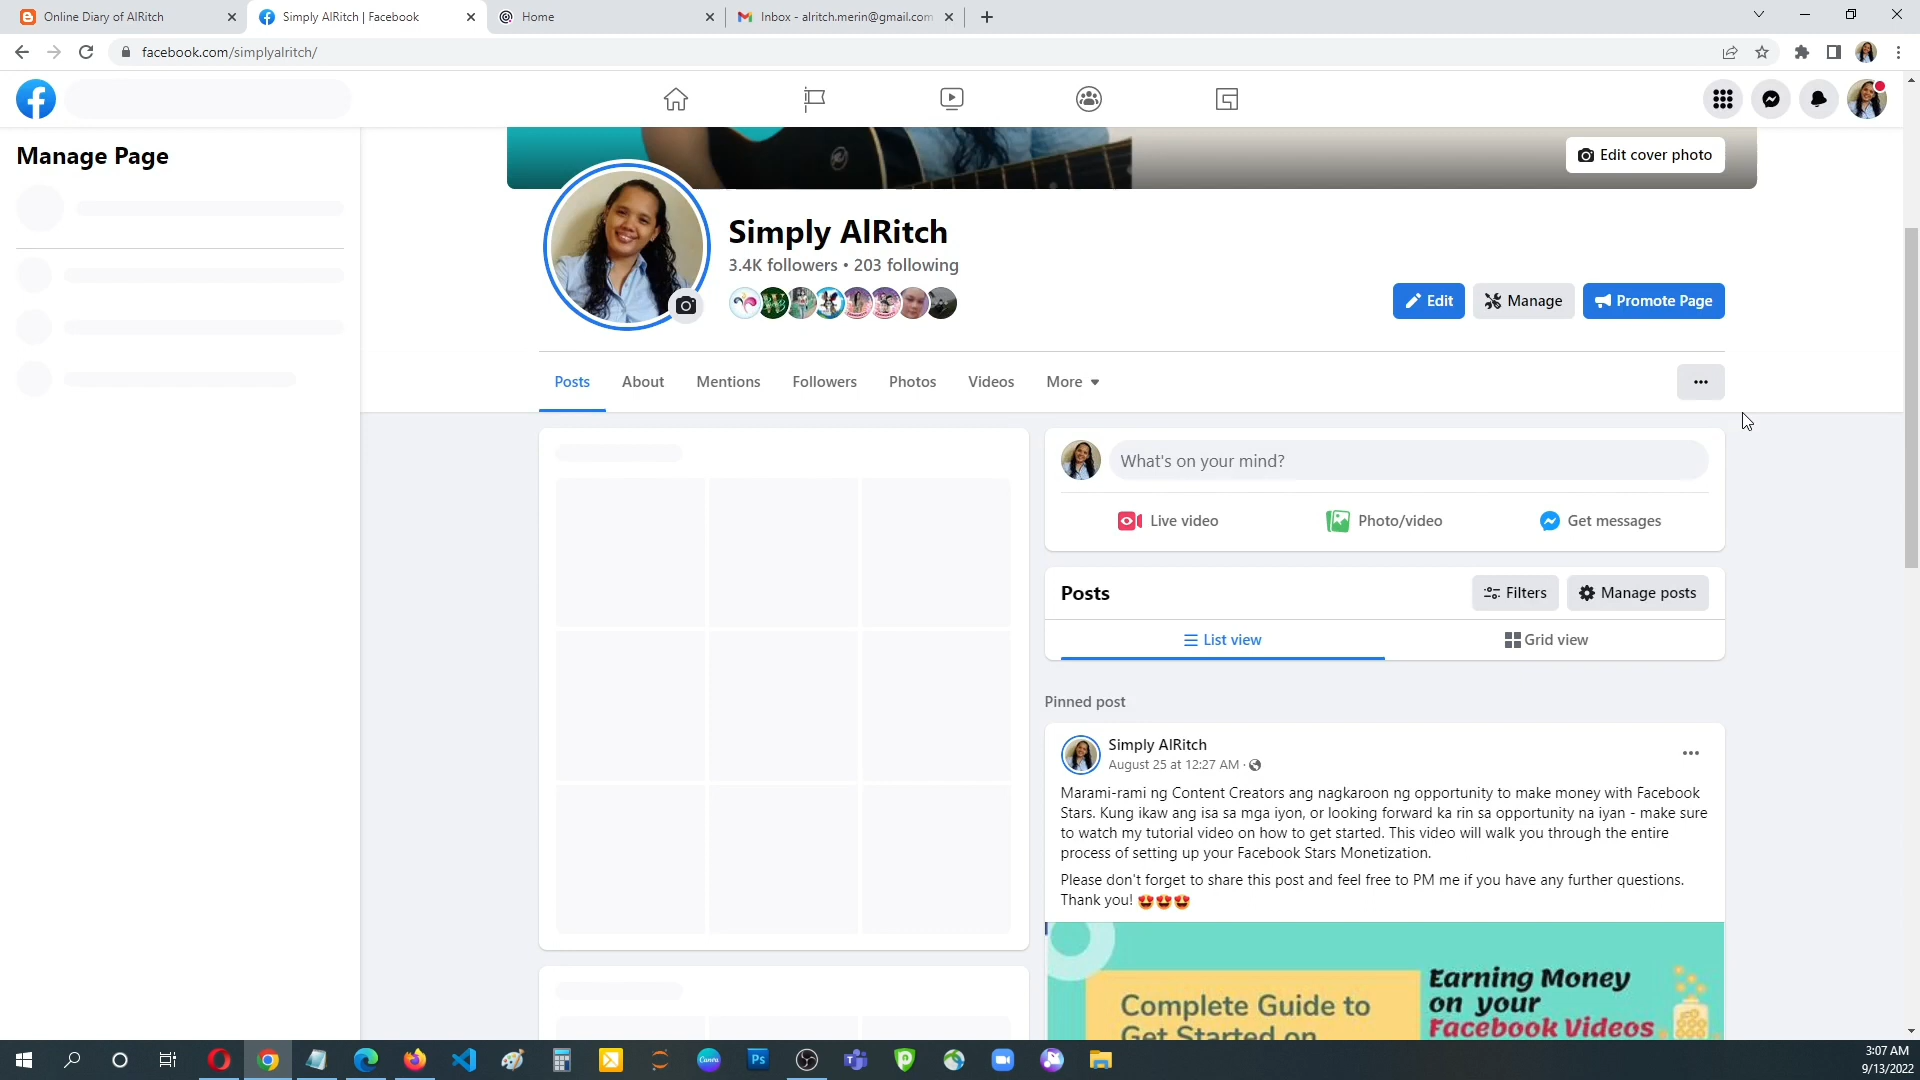 Online Diary of AlRitch
Simply AlRitch | Facebook
Home
Inbox - alritch.merin@gmail.com
facebook.com/simplyalritch/
Manage Page
Edit cover photo
Simply AlRitch
3.4K followers • 203 following
Edit
Manage
Promote Page
Posts
About
Mentions
Followers
Photos
Videos
More
What's on your mind?
Live video
Photo/video
Get messages
Posts
Filters
Manage posts
List view
Grid view
Pinned post
Simply AlRitch
August 25 at 12:27 AM ·
Marami-rami ng Content Creators ang nagkaroon ng opportunity to make money with Facebook
Stars. Kung ikaw ang isa sa mga iyon, or looking forward ka rin sa opportunity na iyan - make sure
to watch my tutorial video on how to get started. This video will walk you through the entire
process of setting up your Facebook Stars Monetization.
Please don't forget to share this post and feel free to PM me if you have any further questions.
Thank you! 😍😍😍
Complete Guide to
Get Started on
Earning Money
on your
Facebook Videos
Canva
Ps
3:07 AM
9/13/2022